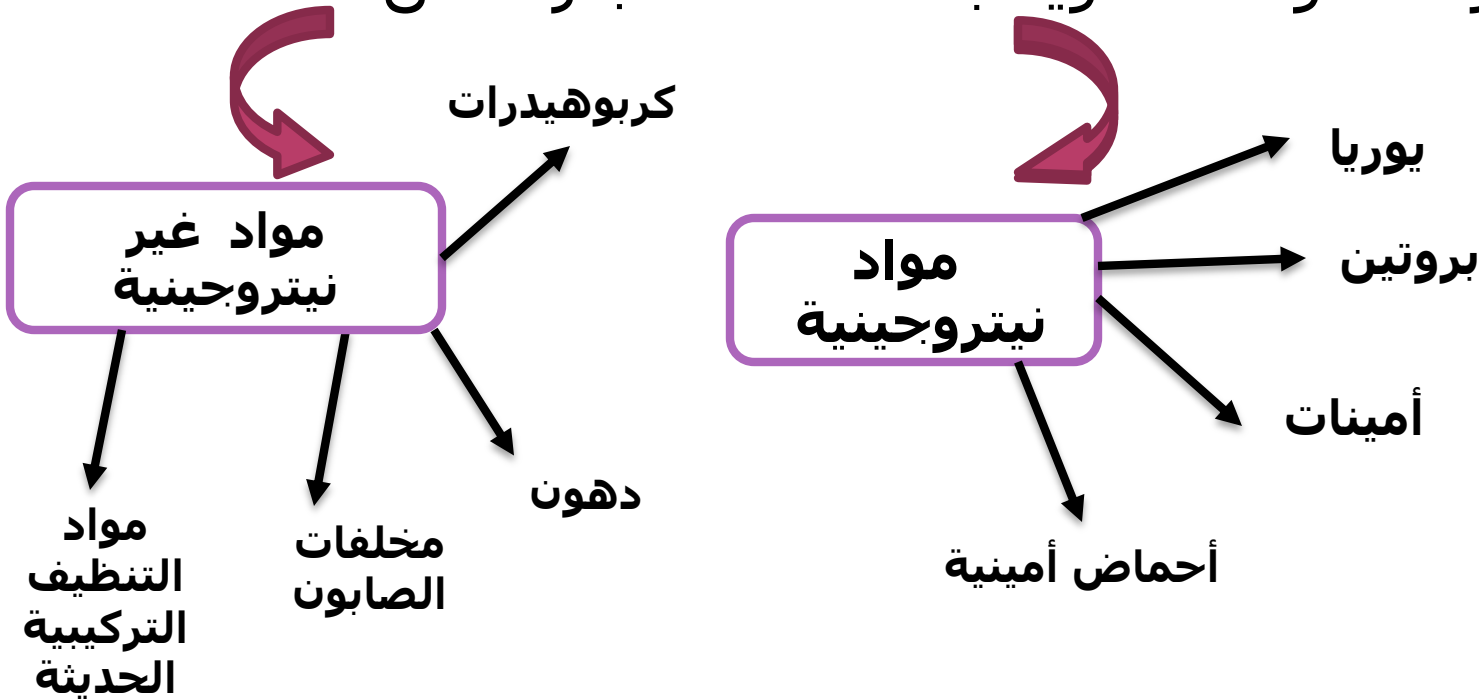 مواد
نيتروجينية
يوريا
بروتين
أمينات
أحماض أمينية
مواد غير
نيتروجينية
كربوهيدرات
دهون
مخلفات
الصابون
مواد
التنظيف
التركيبية
الحديثة